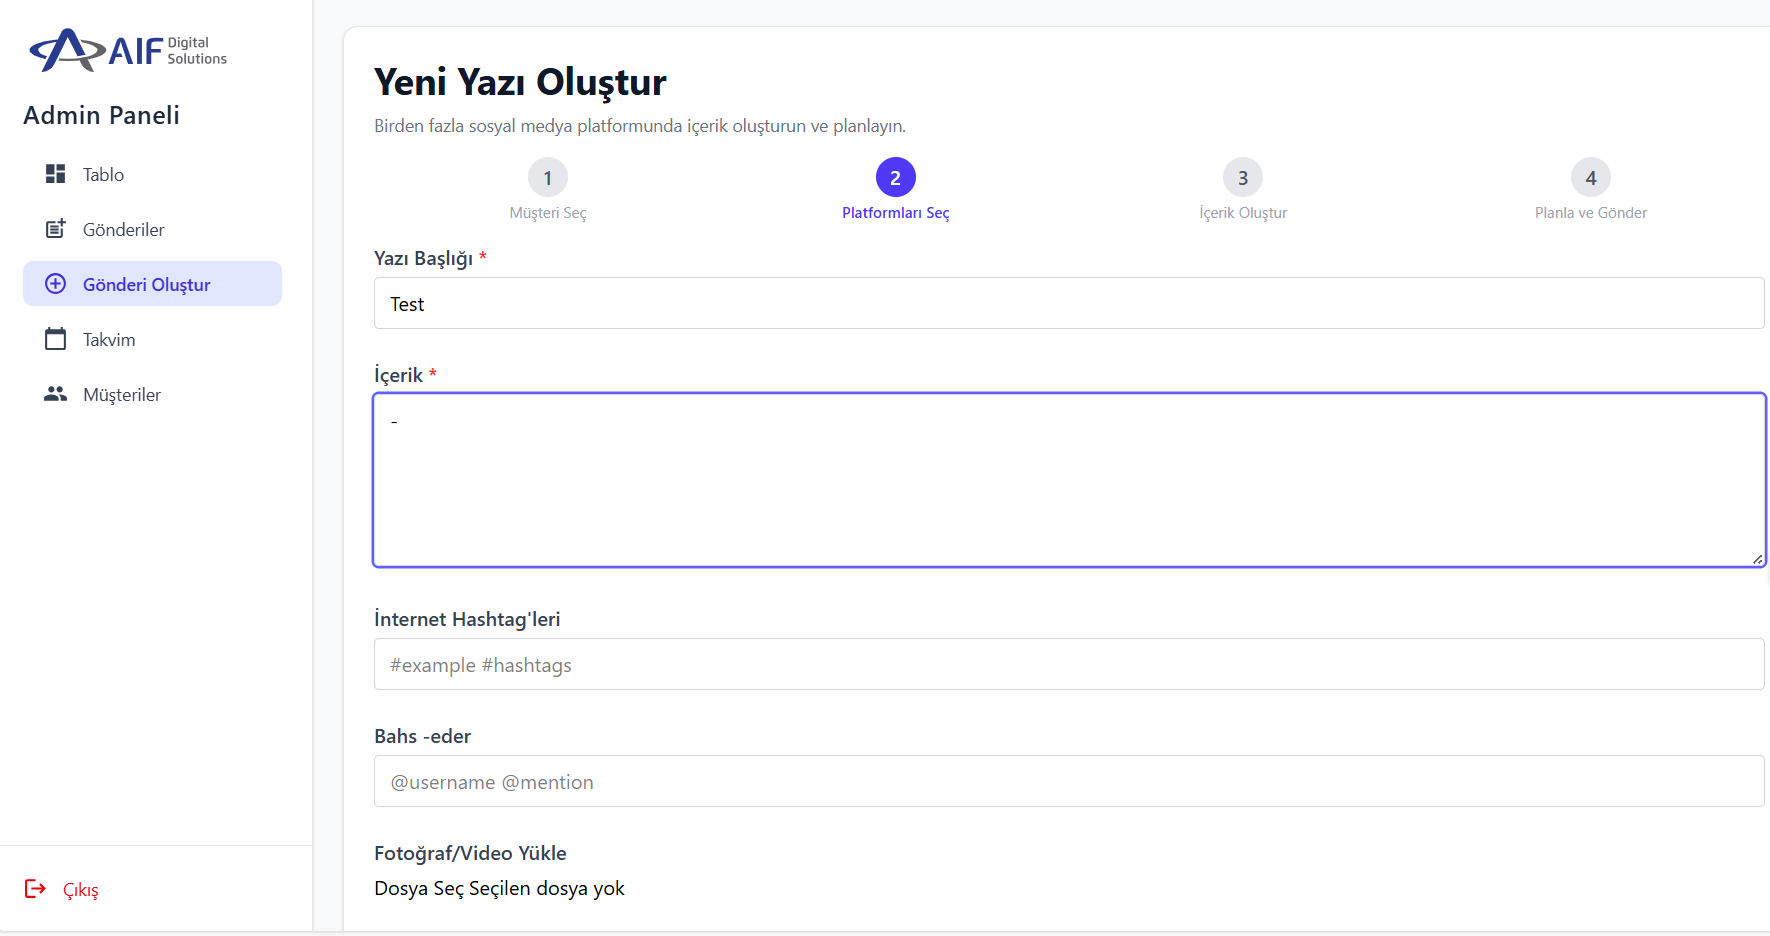 AIF Digital
Solutions
Admin Paneli
Tablo
Gönderiler
Gönderi Oluştur
Takvim
Müşteriler
Çıkış
Yeni Yazı Oluştur
Birden fazla sosyal medya platformunda içerik oluşturun ve planlayın.
1 2 3 4
Müşteri Seç Platformları Seç İçerik Oluştur Planla ve Gönder
Yazı Başlığı *
Test
İçerik *
-
İnternet Hashtag'leri
#example #hashtags
Bahs -eder
@username @mention
Fotoğraf/Video Yükle
Dosya Seç Seçilen dosya yok